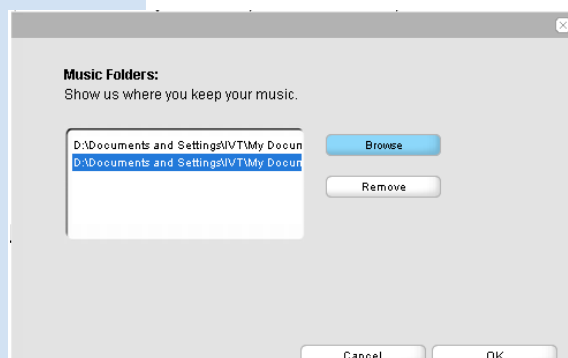 Music Folders:
Show us where you keep your music.
D:\Documents and Settings\IVT\My Docum
Browse
D:\Documents and Settings\IVT\My Docum
Remove
Cancel
OK